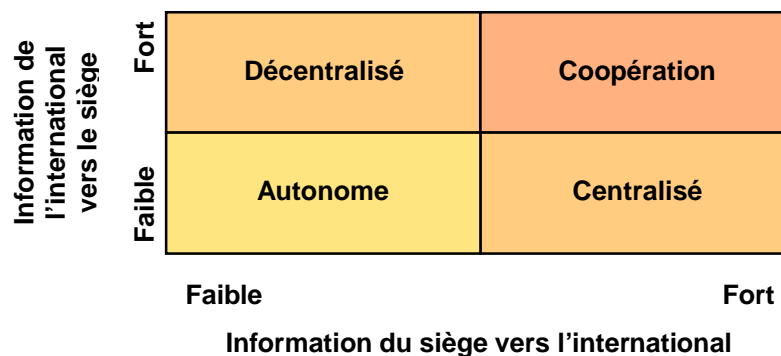 Information de
l'international
vers le siège
Fort
Faible
Décentralisé
Coopération
Autonome
Centralisé
Faible
Fort
Information du siège vers l'international